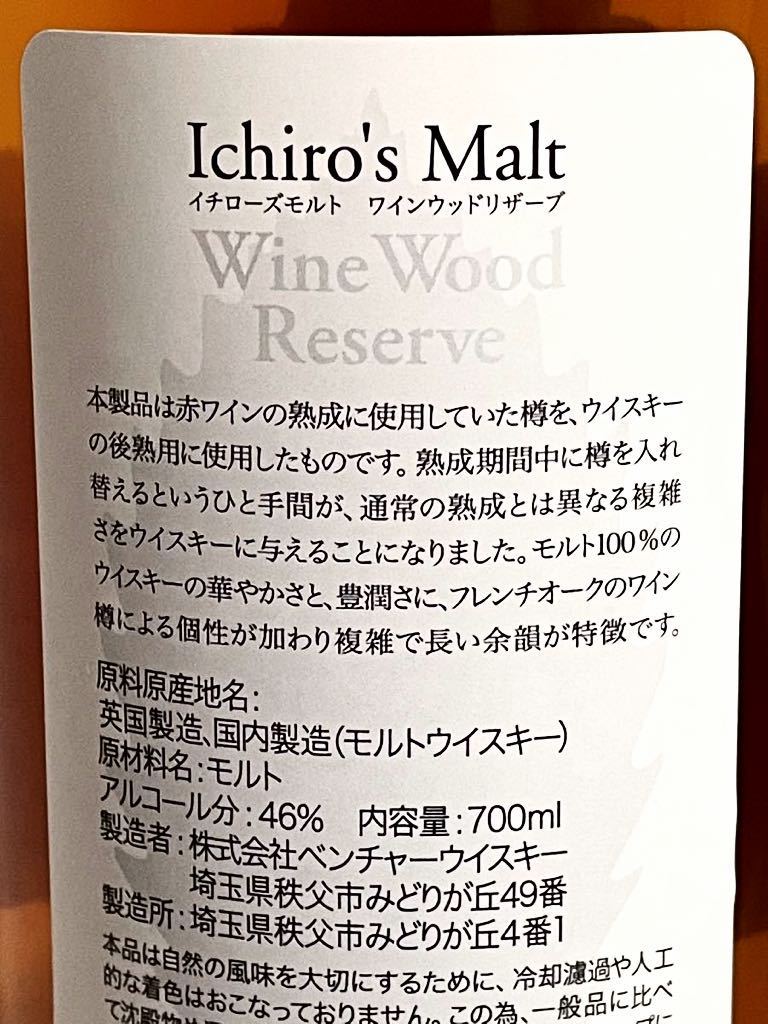 Ichiro's Malt
イチローズモルト　ワインウッドリザーブ
Wine Wood
Reserve
本製品は赤ワインの熟成に使用していた樽を、ウイスキー
の後熟用に使用したものです。熟成期間中に樽を入れ
替えるというひと手間が、通常の熟成とは異なる複雑
さをウイスキーに与えることになりました。モルト100%の
ウイスキーの華やかさと、豊潤さに、フレンチオークのワイン
樽による個性が加わり複雑で長い余韻が特徴です。
原料原産地名：
英国製造、国内製造（モルトウイスキー）
原材料名：モルト
アルコール分：46%　内容量：700ml
製造者：株式会社ベンチャーウイスキー
埼玉県秩父市みどりが丘49番
製造所：埼玉県秩父市みどりが丘4番1
本品は自然の風味を大切にするために、冷却濾過や人工
的な着色はおこなっておりません。この為、一般品に比べ
て沈殿物